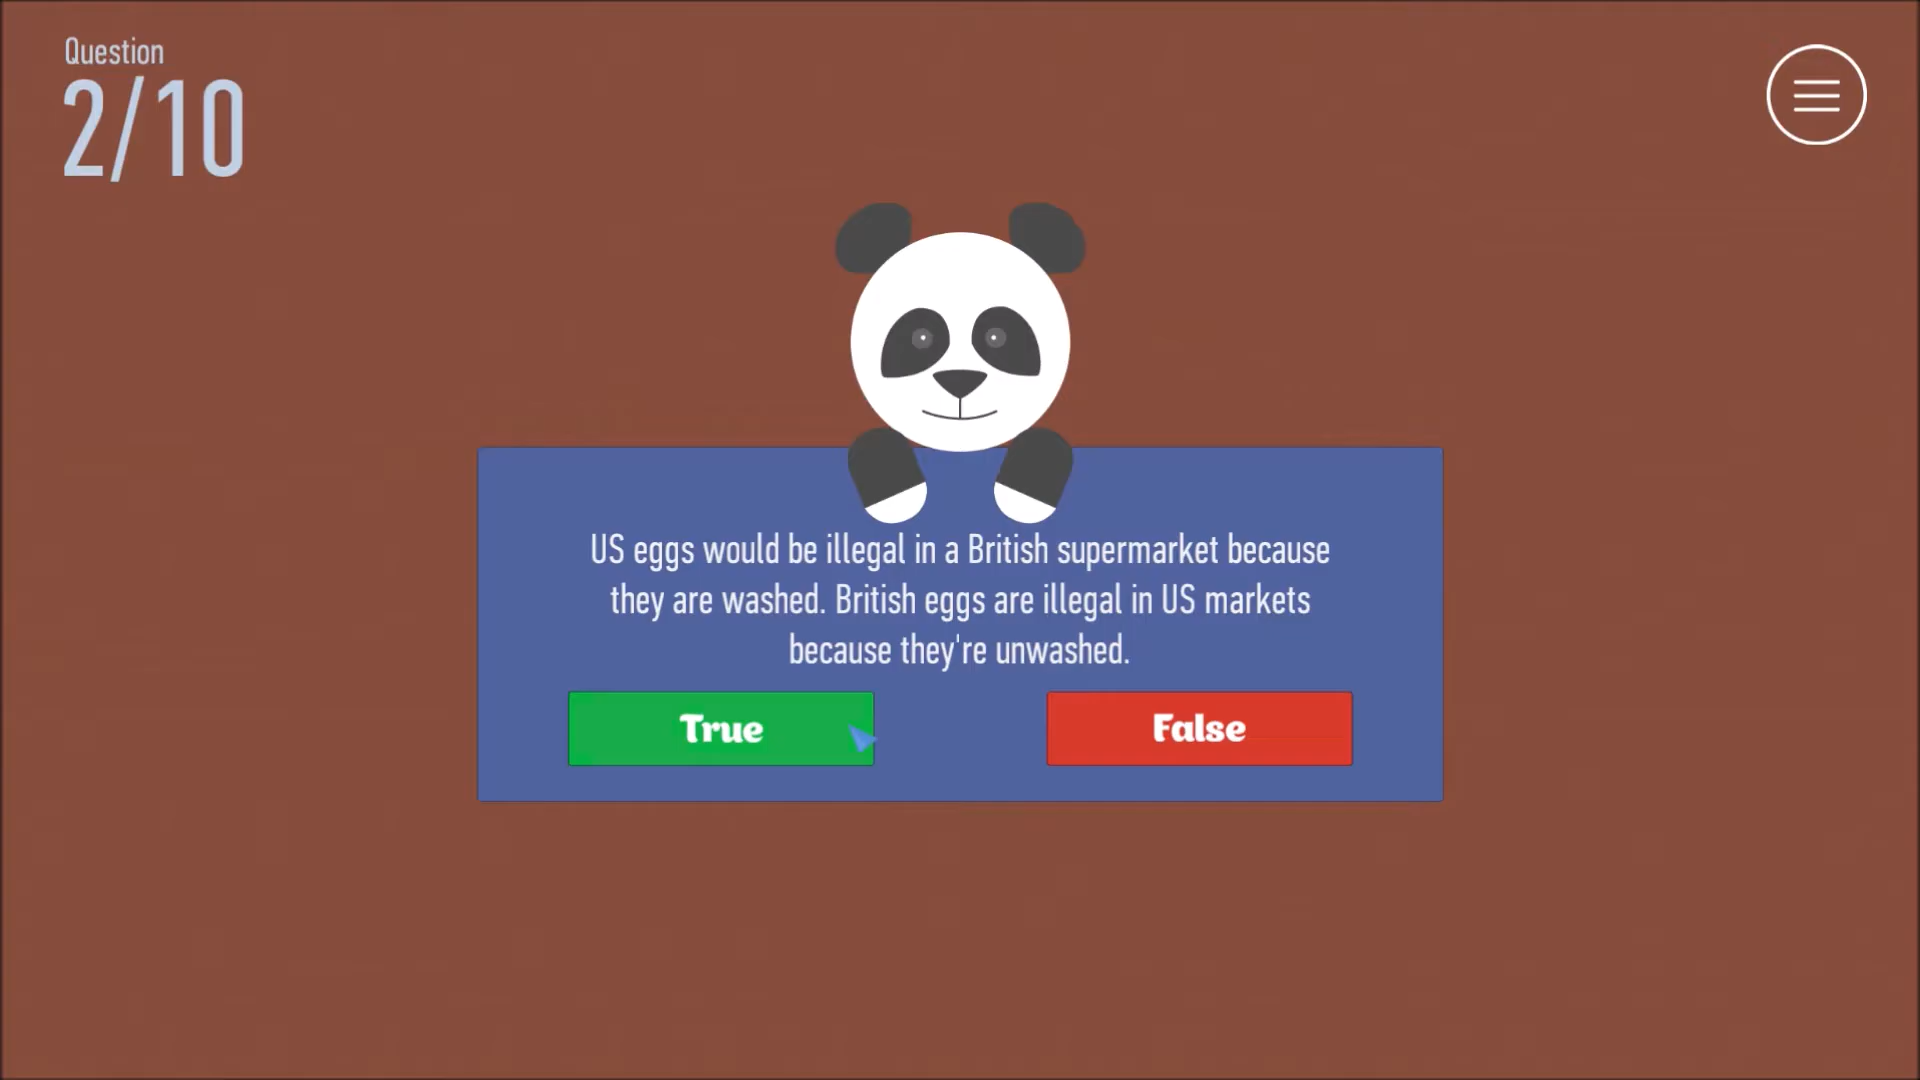 Question
2/10
US eggs would be illegal in a British supermarket because
they are washed. British eggs are illegal in US markets
because they're unwashed.
True
False